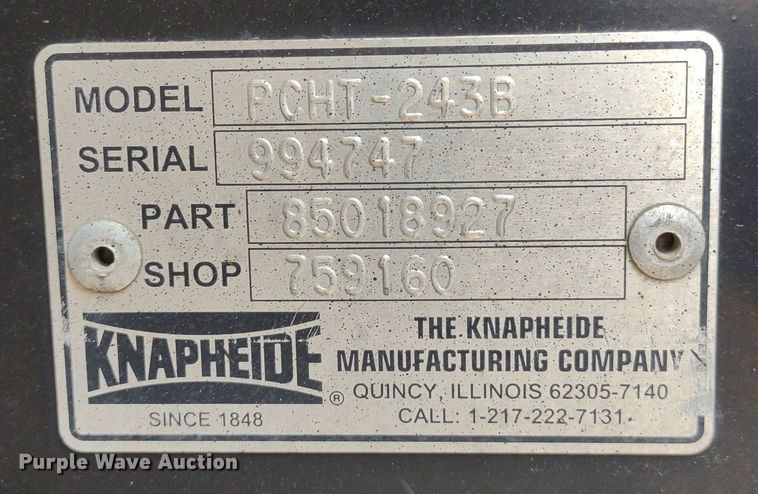 MODEL PCHT-243B
SERIAL 994747
PART 85018927
SHOP 759160
KNAPHEIDE ®
SINCE 1848
THE KNAPHEIDE
MANUFACTURING COMPANY
QUINCY, ILLINOIS 62305-7140
CALL: 1-217-222-7131
Purple Wave Auction